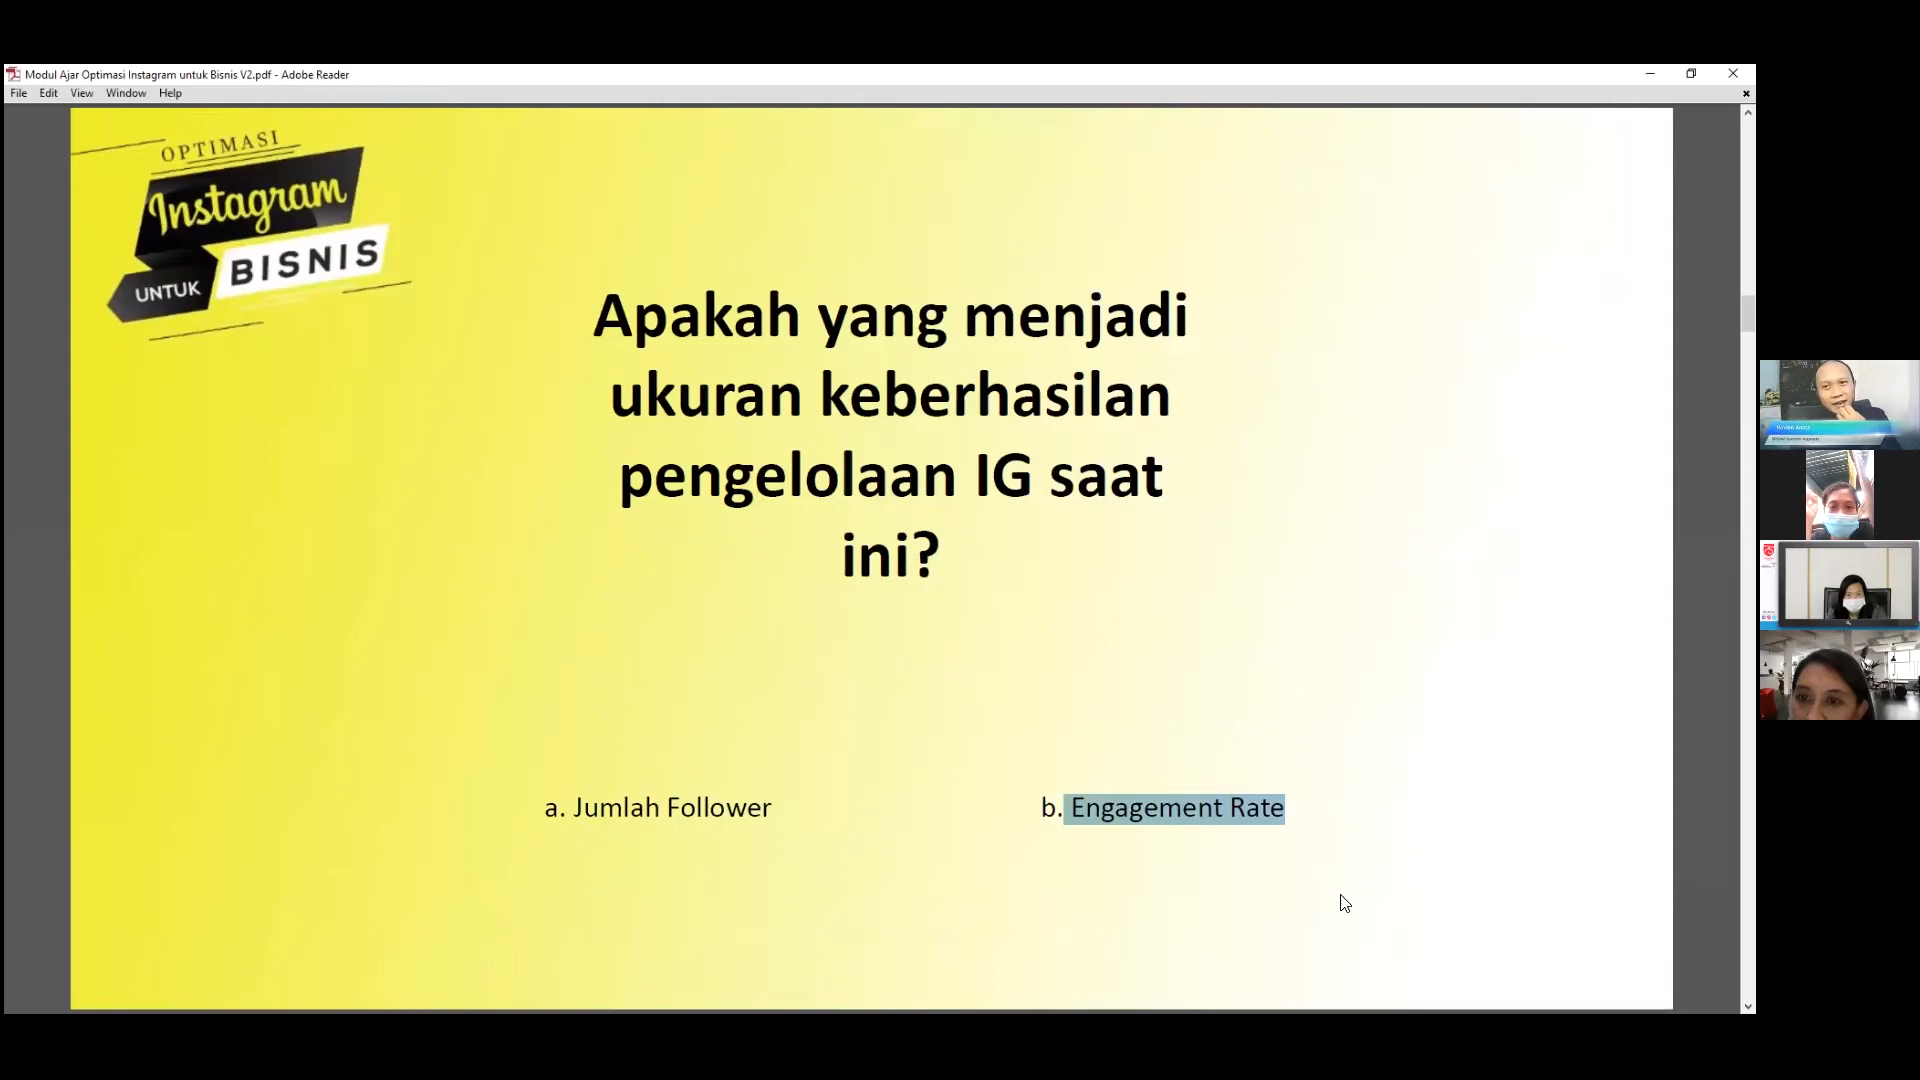 Modul Ajar Optimasi Instagram untuk Bisnis V2.pdf - Adobe Reader
File Edit View Window Help
OPTIMASI
Instagram
UNTUK BISNIS
Apakah yang menjadi
ukuran keberhasilan
pengelolaan IG saat
ini?
a. Jumlah Follower b. Engagement Rate